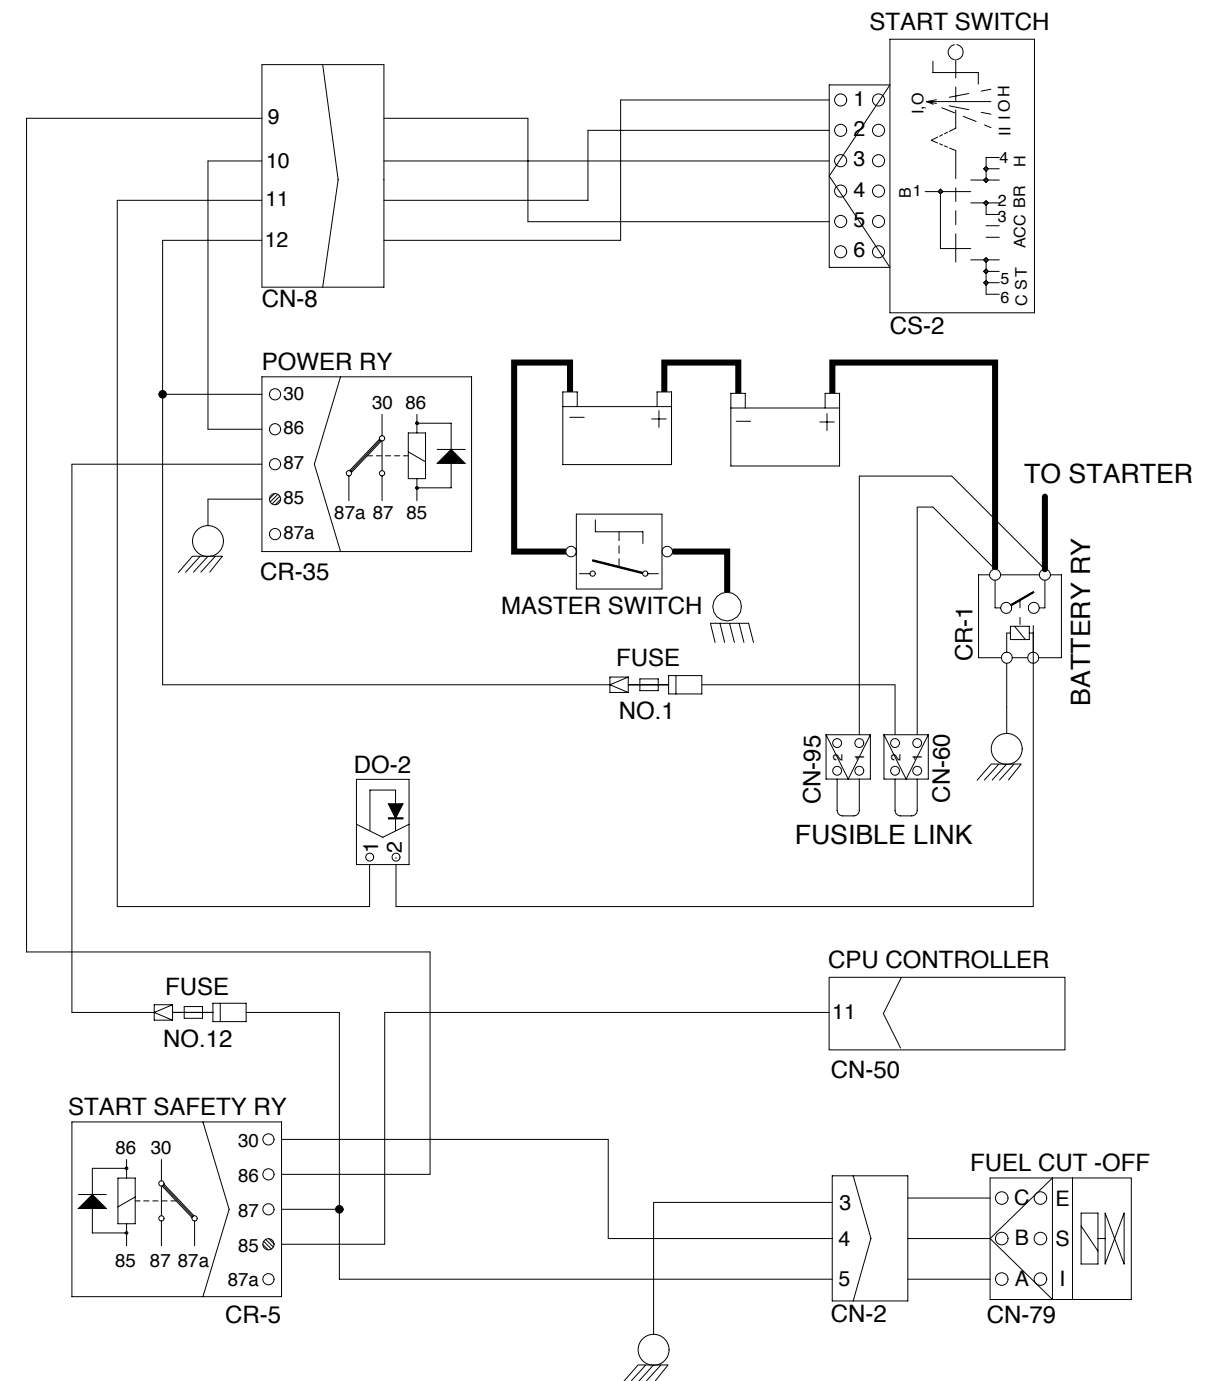 START SWITCH
9
10
11
12
CN-8
1
2
3
4
5
6
I,O
H
O
I
II
B 1
4 H
2 BR
3 ACC
5 ST
6 C
CS-2
POWER RY
30
86
87
85
87a
30 86
87a 87 85
CR-35
− +
− +
MASTER SWITCH
TO STARTER
CR-1
BATTERY RY
FUSE
NO.1
CN-95
2 1
2 1
CN-60
FUSIBLE LINK
DO-2
1 2
FUSE
NO.12
CPU CONTROLLER
11
CN-50
START SAFETY RY
86 30
85 87 87a
30
86
87
85
87a
CR-5
3
4
5
CN-2
FUEL CUT -OFF
C E
B S
A I
CN-79